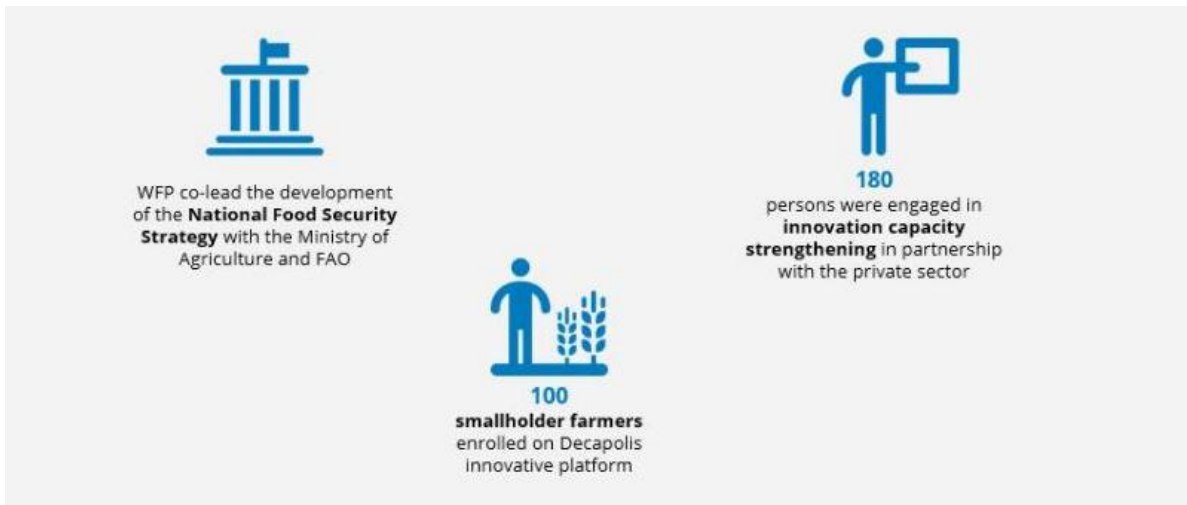 WFP co-lead the development
of the National Food Security
Strategy with the Ministry of
Agriculture and FAO
180
persons were engaged in
innovation capacity
strengthening in partnership
with the private sector
100
smallholder farmers
enrolled on Decapolis
innovative platform